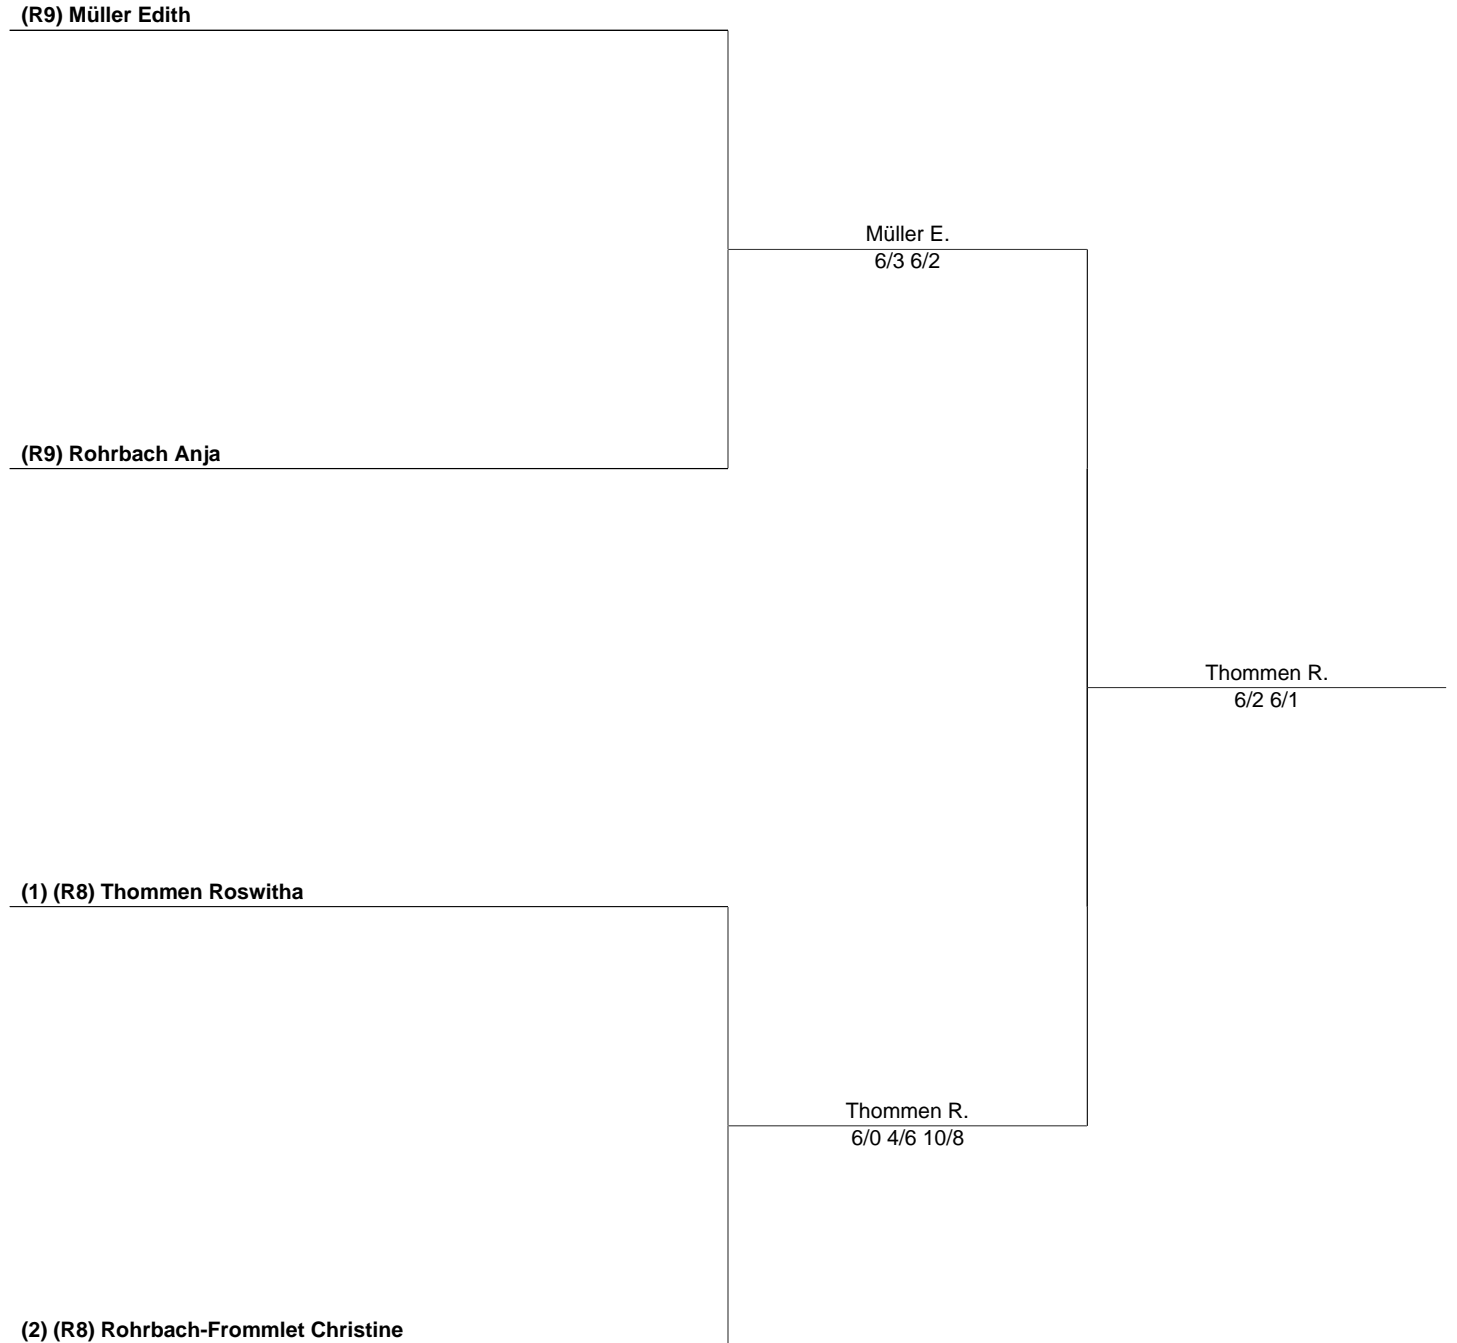 (R9) Müller Edith
Müller E.
6/3 6/2
(R9) Rohrbach Anja
Thommen R.
6/2 6/1
(1) (R8) Thommen Roswitha
Thommen R.
6/0 4/6 10/8
(2) (R8) Rohrbach-Frommlet Christine